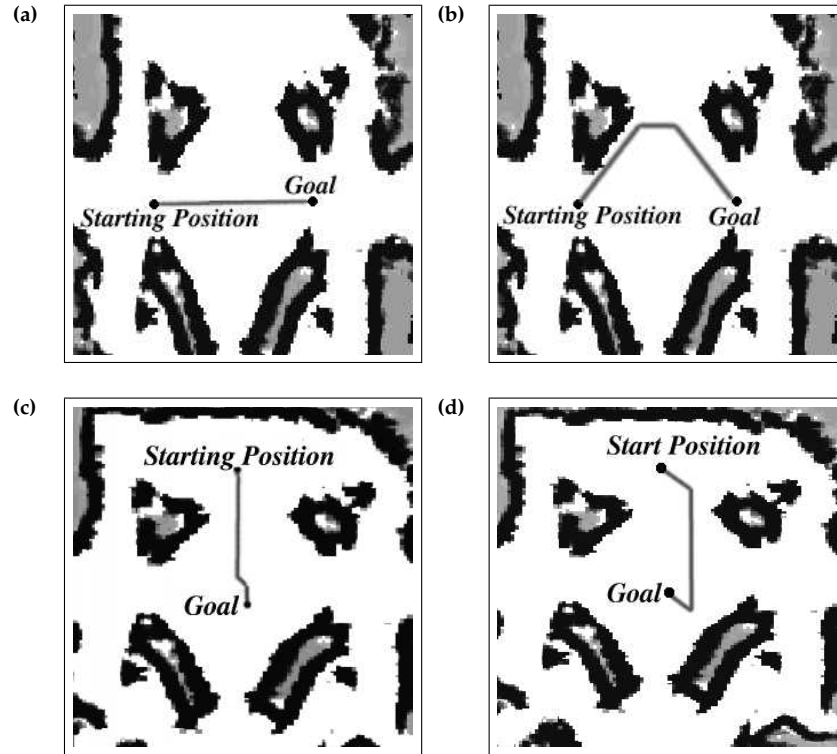 (a)
Goal
Starting Position
(b)
Starting Position
Goal
(c)
Starting Position
Goal
(d)
Start Position
Goal